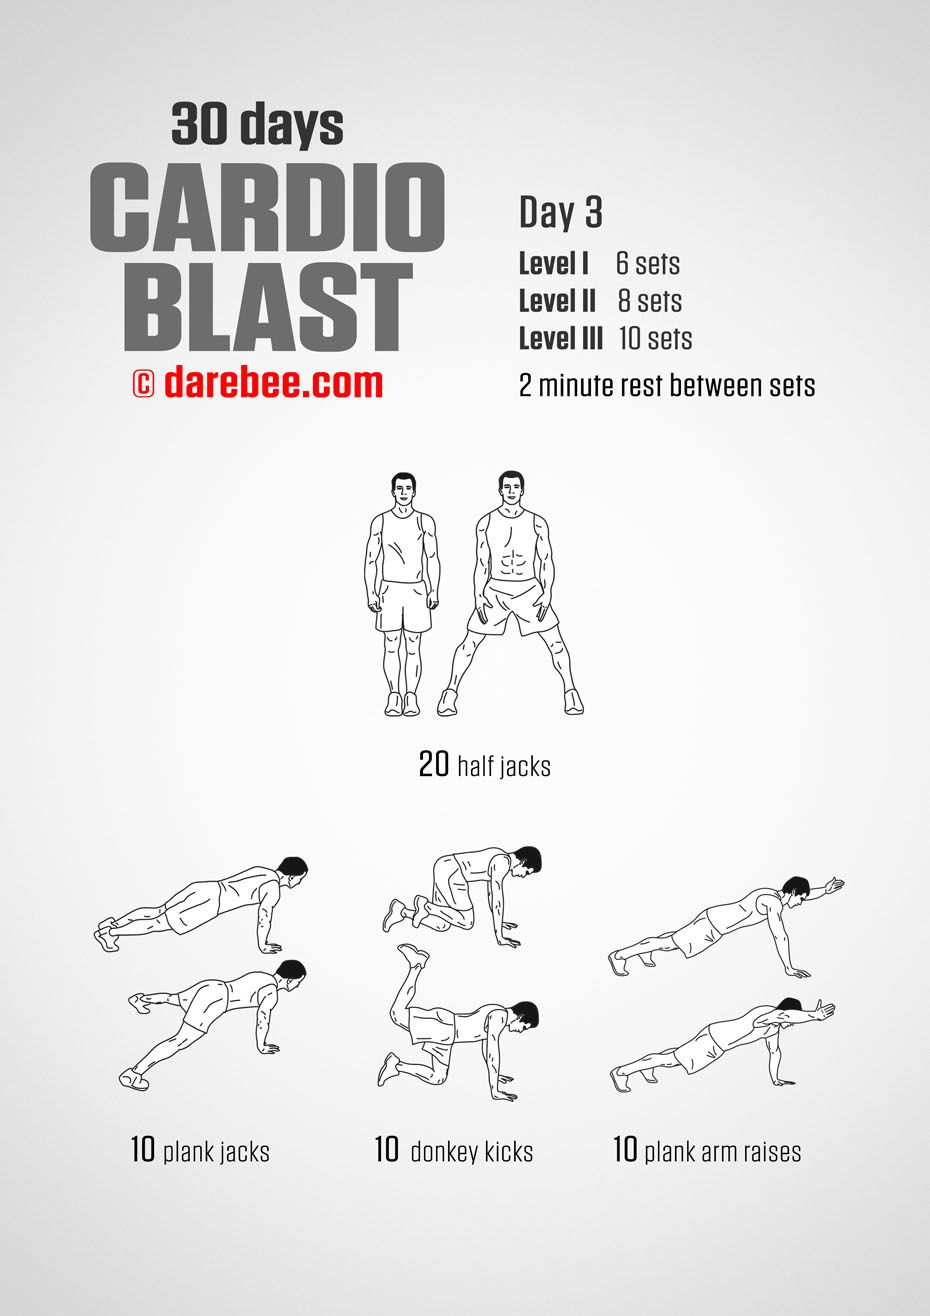 30 days
CARDIO
BLAST
© darebee.com
Day 3
Level I 6 sets
Level II 8 sets
Level III 10 sets
2 minute rest between sets
20 half jacks
10 plank jacks
10 donkey kicks
10 plank arm raises